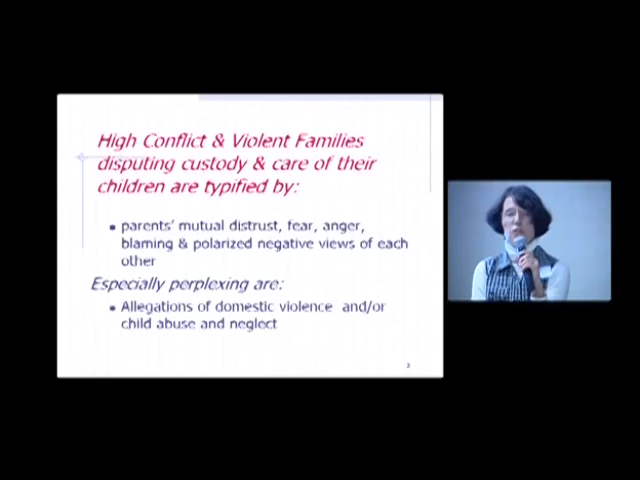 High Conflict & Violent Families
disputing custody & care of their
children are typified by:
parents' mutual distrust, fear, anger,
blaming & polarized negative views of each
other
Especially perplexing are:
Allegations of domestic violence and/or
child abuse and neglect
2